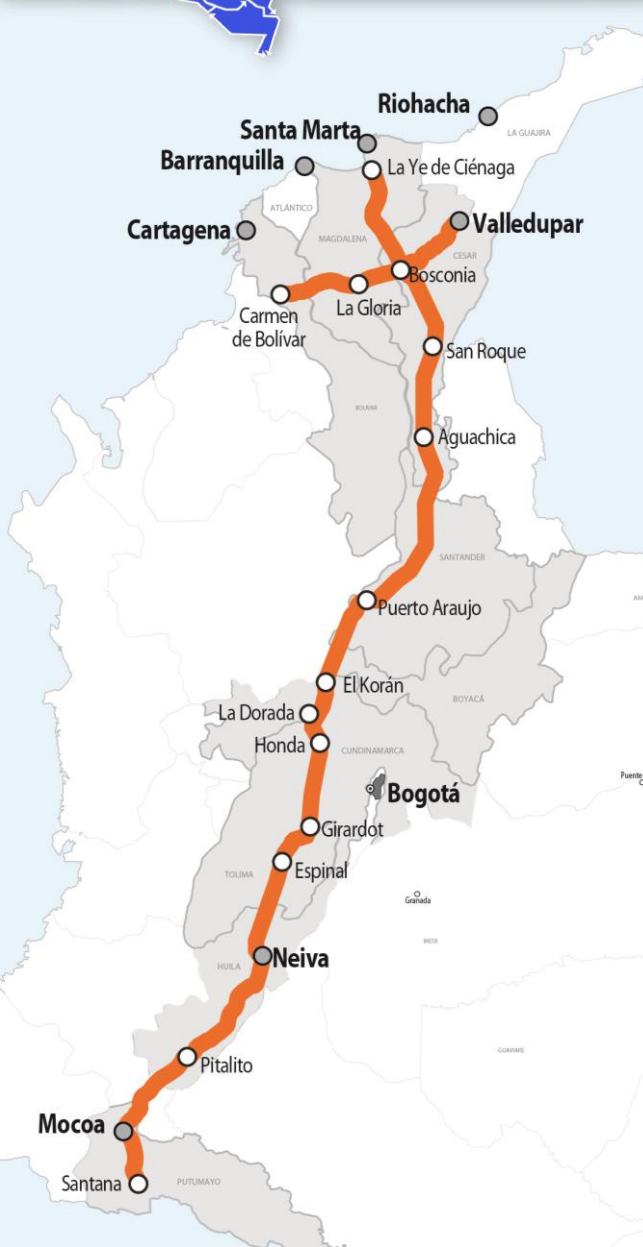 Riohacha
LA GUAJIRA
Santa Marta
Barranquilla
La Ye de Ciénaga
ATLÁNTICO
Cartagena
MAGDALENA
Valledupar
CESAR
Bosconia
La Gloria
Carmen
de Bolívar
San Roque
BOLÍVAR
Aguachica
SANTANDER
Puerto Araujo
El Korán
BOYACÁ
La Dorada
Honda
CUNDINAMARCA
Puente
Bogotá
Girardot
Espinal
TOLIMA
Granada
META
Neiva
HUILA
GUAVIARE
Pitalito
Mocoa
Santana
PUTUMAYO